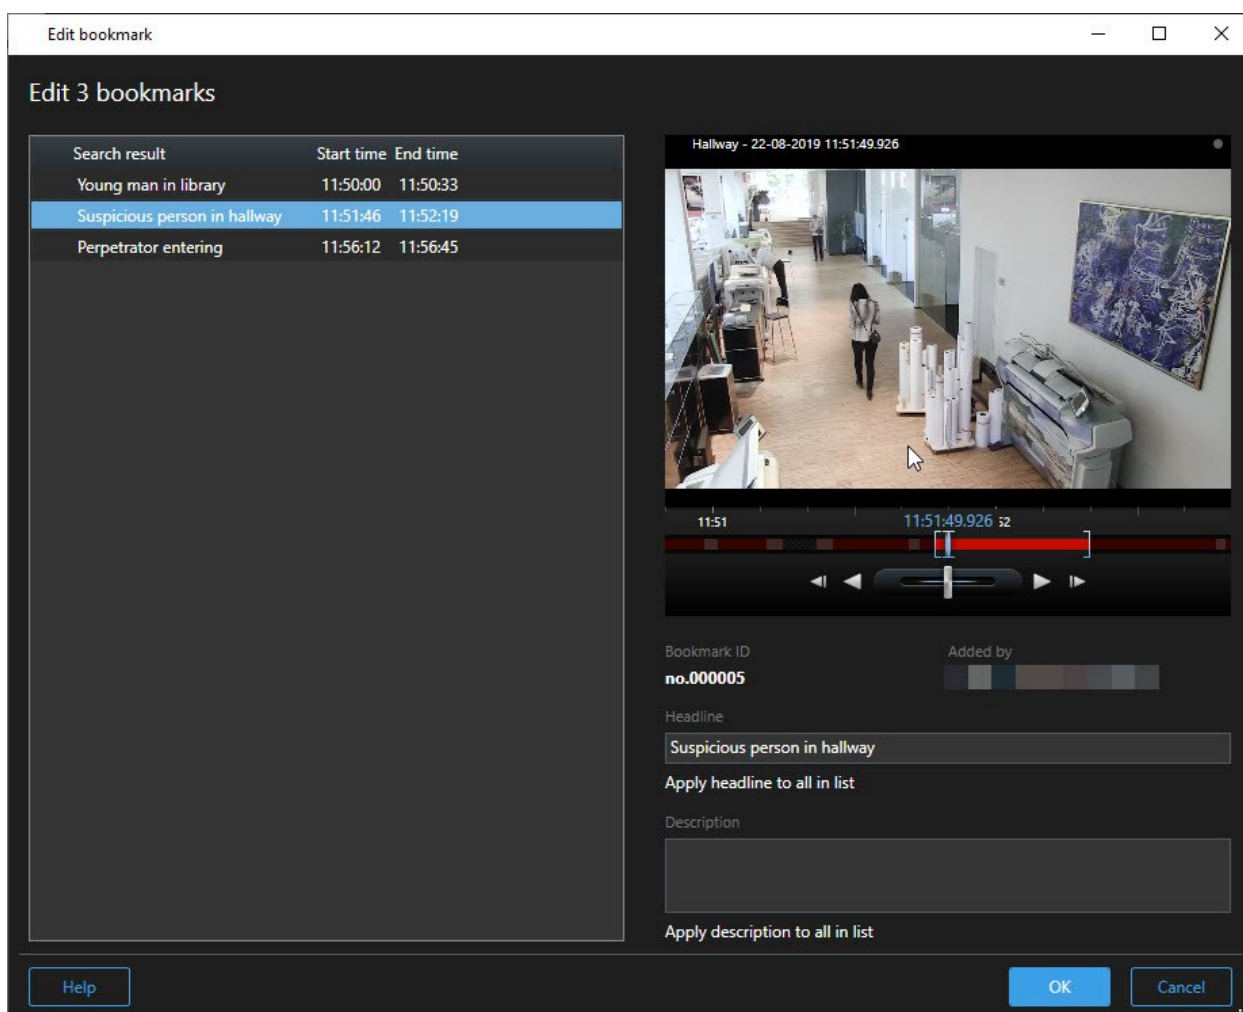 Edit bookmark
Edit 3 bookmarks
Search result Start time End time
Young man in library 11:50:00 11:50:33
Suspicious person in hallway 11:51:46 11:52:19
Perpetrator entering 11:56:12 11:56:45
Hallway - 22-08-2019 11:51:49.926
11:51 11:51:49.926 52
Bookmark ID Added by
no.000005
Headline
Suspicious person in hallway
Apply headline to all in list
Description
Apply description to all in list
Help OK Cancel